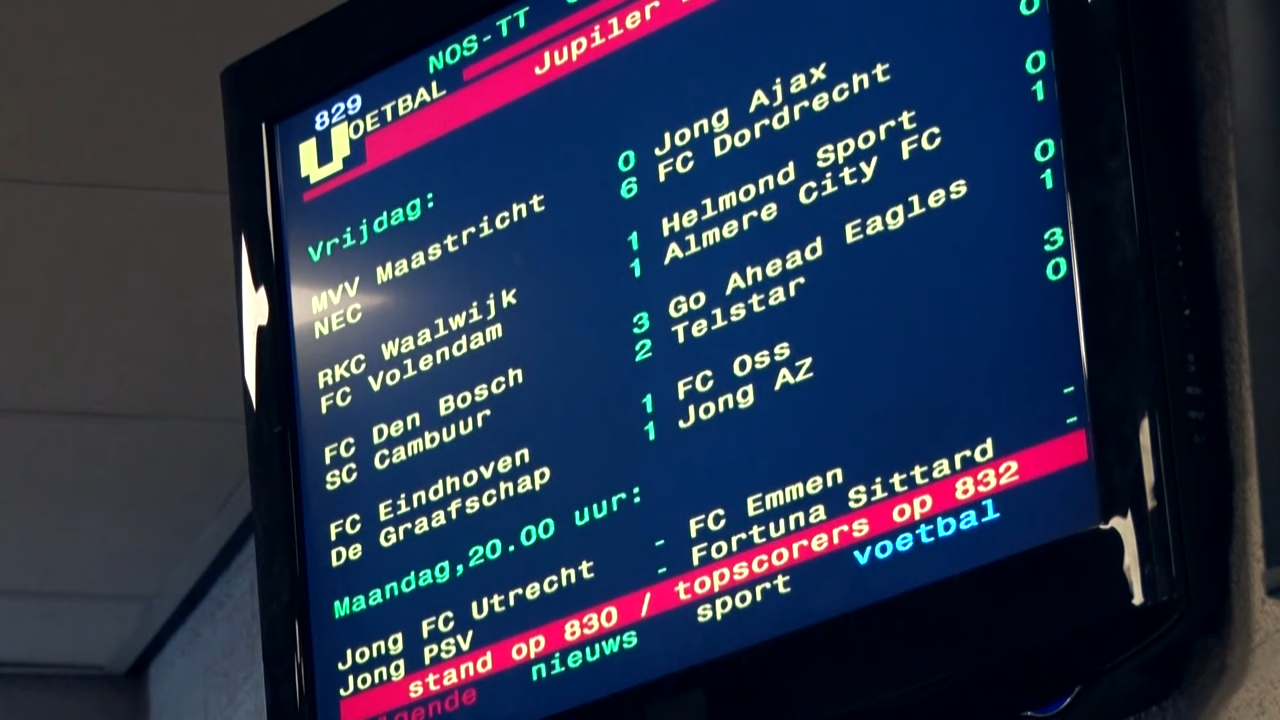 NOS-TT
829
VOETBAL Jupiler
Vrijdag:
MVV Maastricht 0 Jong Ajax
NEC 6 FC Dordrecht 0
RKC Waalwijk 1 Helmond Sport 0
FC Volendam 1 Almere City FC 1
FC Den Bosch 3 Go Ahead Eagles 0
SC Cambuur 2 Telstar 1
FC Eindhoven 1 FC Oss 3
De Graafschap 1 Jong AZ 0
Maandag,20.00 uur:
Jong FC Utrecht - FC Emmen -
Jong PSV - Fortuna Sittard -
stand op 830 / topscorers op 832
nieuws sport voetbal